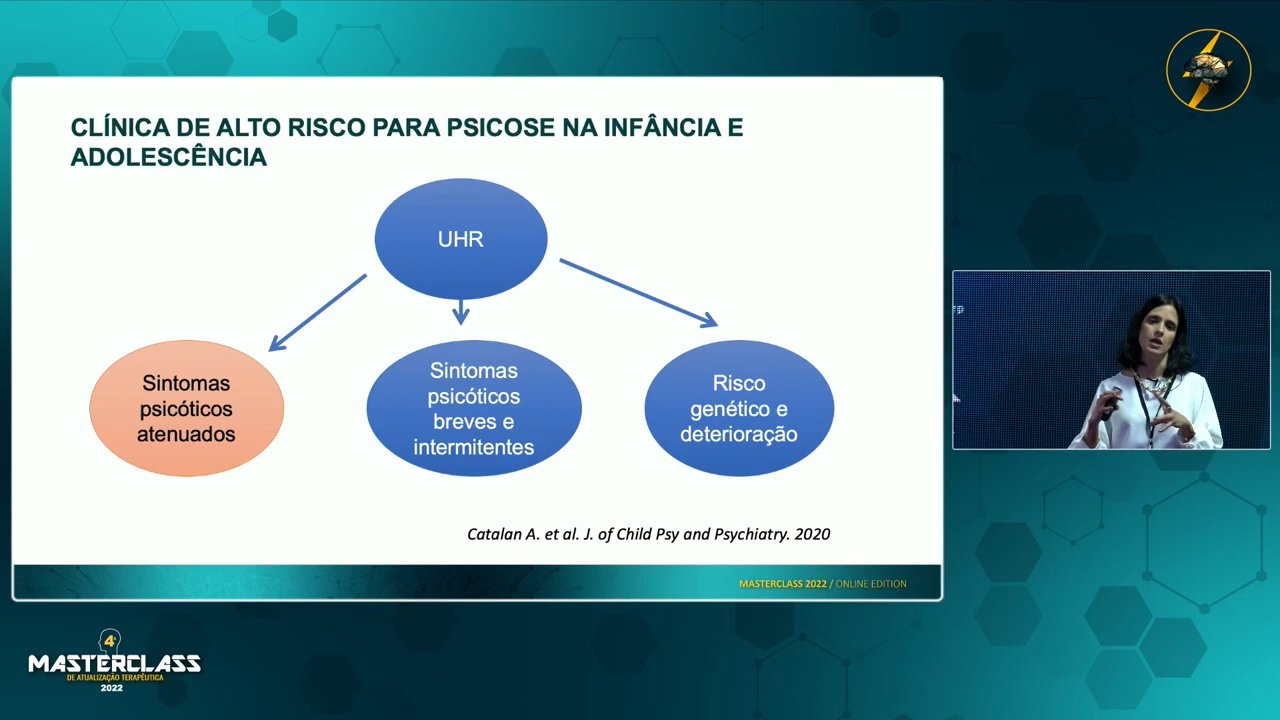 CLÍNICA DE ALTO RISCO PARA PSICOSE NA INFÂNCIA E
ADOLESCÊNCIA
UHR
Sintomas
psicóticos
atenuados
Sintomas
psicóticos
breves e
intermitentes
Risco
genético e
deterioração
Catalan A. et al. J. of Child Psy and Psychiatry. 2020
MASTERCLASS 2022 / ONLINE EDITION
4ª
MASTERCLASS
DE ATUALIZAÇÃO TERAPÊUTICA
2022